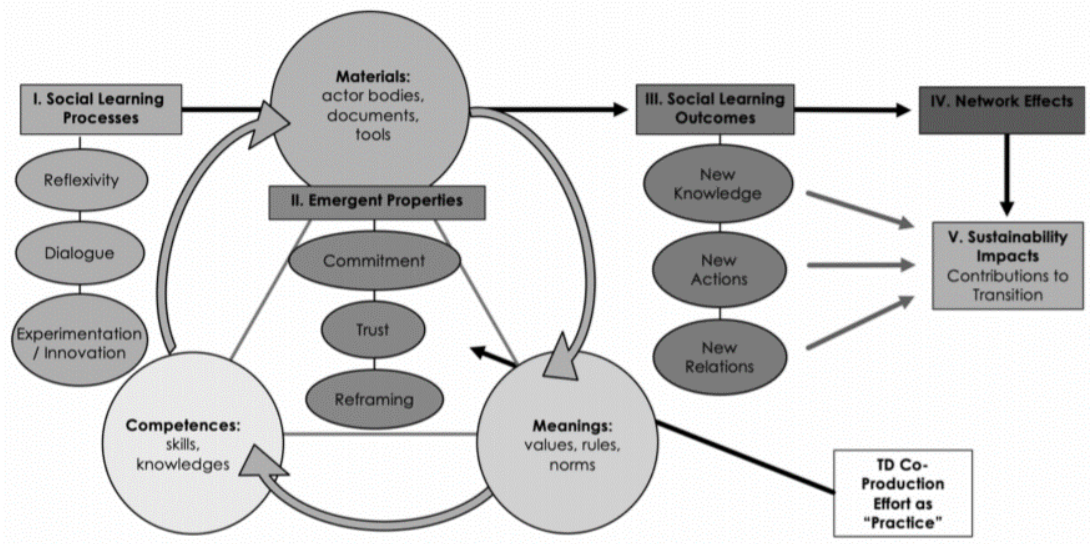 I. Social Learning
Processes
Reflexivity
Dialogue
Experimentation
/ Innovation
Materials:
actor bodies,
documents,
tools
II. Emergent Properties
Commitment
Trust
Reframing
Competences:
skills,
knowledges
Meanings:
values, rules,
norms
III. Social Learning
Outcomes
New
Knowledge
New
Actions
New
Relations
IV. Network Effects
V. Sustainability
Impacts
Contributions to
Transition
TD Co-
Production
Effort as
“Practice”